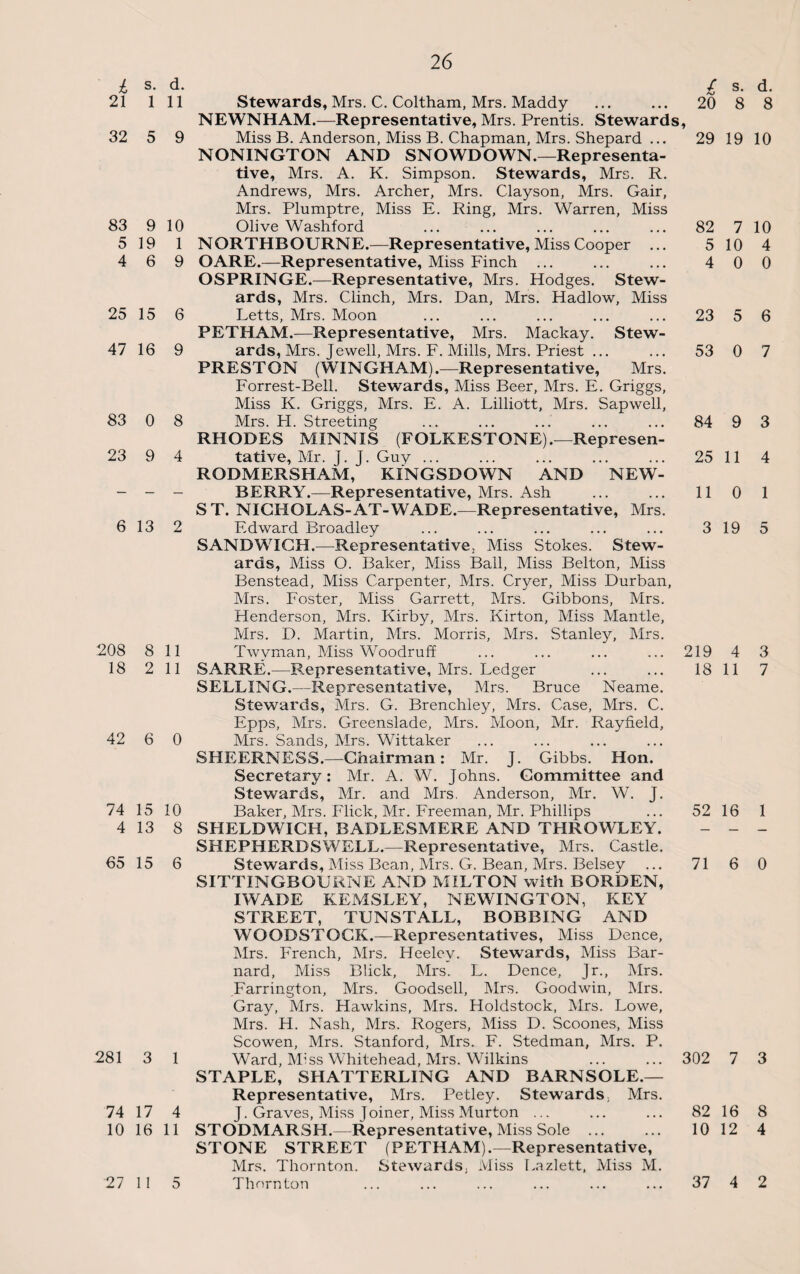 26
£ s. d. £ s. d.
21 1 11 Stewards, Mrs. C. Coltham, Mrs. Maddy ... ... 20 8 8
NEWNHAM.—Representative, Mrs. Prentis. Stewards,
32 5 9 Miss B. Anderson, Miss B. Chapman, Mrs. Shepard ... 29 19 10
NONINGTON AND SNOWDOWN.—Representa-
tive, Mrs. A. K. Simpson. Stewards, Mrs. R.
Andrews, Mrs. Archer, Mrs. Clayson, Mrs. Gair,
Mrs. Plumptre, Miss E. Ring, Mrs. Warren, Miss
83 9 10 Olive Washford ... ... ... ... ... 82 7 10
5 19 1 NORTHBOURNE.—Representative, Miss Cooper ... 5 10 4
4 6 9 OARE.—Representative, Miss Finch ... ... ... 4 0 0
OSPRINGE.—Representative, Mrs. Hodges. Stew-
ards, Mrs. Clinch, Mrs. Dan, Mrs. Hadlow, Miss
25 15 6 Letts, Mrs. Moon ... ... ... ... ... 23 5 6
PETHAM.—Representative, Mrs. Mackay. Stew-
47 16 9 ards, Mrs. Jewell, Mrs. F. Mills, Mrs. Priest ... ... 53 0 7
PRESTON (WINGHAM).—Representative, Mrs.
Forrest-Bell. Stewards, Miss Beer, Mrs. E. Griggs,
Miss K. Griggs, Mrs. E. A. Lilliott, Mrs. Sapwell,
83 0 8 Mrs. H. Streeting ... ... ... ... ... 84 9 3
RHODES MINNIS (FOLKESTONE).—Represen-
23 9 4 tative, Mr. J. J. Guy ... ... ... ... ... 25 11 4
RODMERSHAM, KINGSDOWN AND NEW-
– – – BERRY.—Representative, Mrs. Ash ... ... 11 0 1
ST. NICHOLAS-AT-WADE.—Representative, Mrs.
6 13 2 Edward Broadley ... ... ... ... ... 3 19 5
SANDWICH.—Representative, Miss Stokes. Stew-
ards, Miss O. Baker, Miss Ball, Miss Belton, Miss
Benstead, Miss Carpenter, Mrs. Cryer, Miss Durban,
Mrs. Foster, Miss Garrett, Mrs. Gibbons, Mrs.
Henderson, Mrs. Kirby, Mrs. Kirton, Miss Mantle,
Mrs. D. Martin, Mrs. Morris, Mrs. Stanley, Mrs.
208 8 11 Twyman, Miss Woodruff ... ... ... ... 219 4 3
18 2 11 SARRE.—Representative, Mrs. Ledger ... ... 18 11 7
SELLING.—Representative, Mrs. Bruce Neame.
Stewards, Mrs. G. Brenchley, Mrs. Case, Mrs. C.
Epps, Mrs. Greenslade, Mrs. Moon, Mr. Rayfield,
42 6 0 Mrs. Sands, Mrs. Wittaker ... ... ... ...
SHEERNESS.—Chairman: Mr. J. Gibbs. Hon.
Secretary: Mr. A. W. Johns. Committee and
Stewards, Mr. and Mrs. Anderson, Mr. W. J.
74 15 10 Baker, Mrs. Flick, Mr. Freeman, Mr. Phillips ... 52 16 1
4 13 8 SHELDWICH, BADLESMERE AND THROWLEY. – – –
SHEPHERDSWELL.—Representative, Mrs. Castle.
65 15 6 Stewards, Miss Bean, Mrs. G. Bean, Mrs. Belsey ... 71 6 0
SITTINGBOURNE AND MILTON with BORDEN,
IWADE KEMSLEY, NEWINGTON, KEY
STREET, TUNSTALL, BOBBING AND
WOODSTOCK.—Representatives, Miss Dence,
Mrs. French, Mrs. Heeley. Stewards, Miss Bar-
nard, Miss Blick, Mrs. L. Dence, Jr., Mrs.
Farrington, Mrs. Goodsell, Mrs. Goodwin, Mrs.
Gray, Mrs. Hawkins, Mrs. Holdstock, Mrs. Lowe,
Mrs. H. Nash, Mrs. Rogers, Miss D. Scoones, Miss
Scowen, Mrs. Stanford, Mrs. F. Stedman, Mrs. P.
281 3 1 Ward, Miss Whitehead, Mrs. Wilkins ... ... 302 7 3
STAPLE, SHATTERLING AND BARNSOLE.—
Representative, Mrs. Petley. Stewards, Mrs.
74 17 4 J. Graves, Miss Joiner, Miss Murton ... ... ... 82 16 8
10 16 11 STODMARSH.—Representative, Miss Sole ... ... 10 12 4
STONE STREET (PETHAM).—Representative,
Mrs. Thornton. Stewards, Miss Lazlett, Miss M.
27 11 5 Thornton ... ... ... ... ... ... 37 4 2